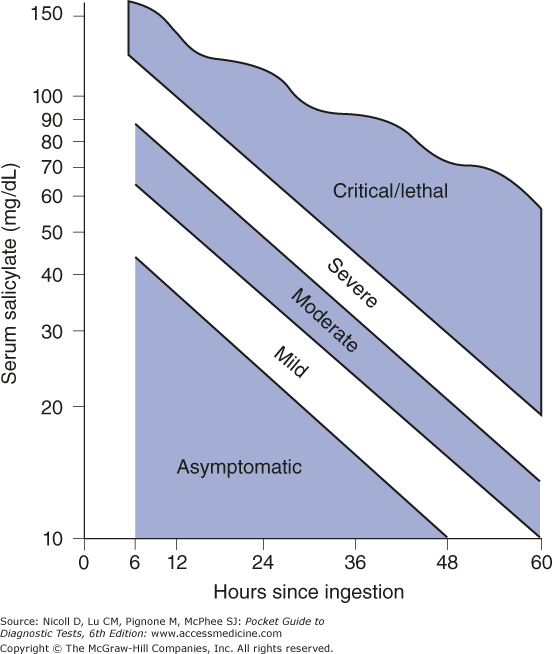 150
100
90
80
70
60
50
40
30
20
10
Serum salicylate (mg/dL)
Critical/lethal
Severe
Moderate
Mild
Asymptomatic
0 6 12 24 36 48 60
Hours since ingestion
Source: Nicoll D, Lu CM, Pignone M, McPhee SJ: Pocket Guide to
Diagnostic Tests, 6th Edition: www.accessmedicine.com
Copyright © The McGraw-Hill Companies, Inc. All rights reserved.